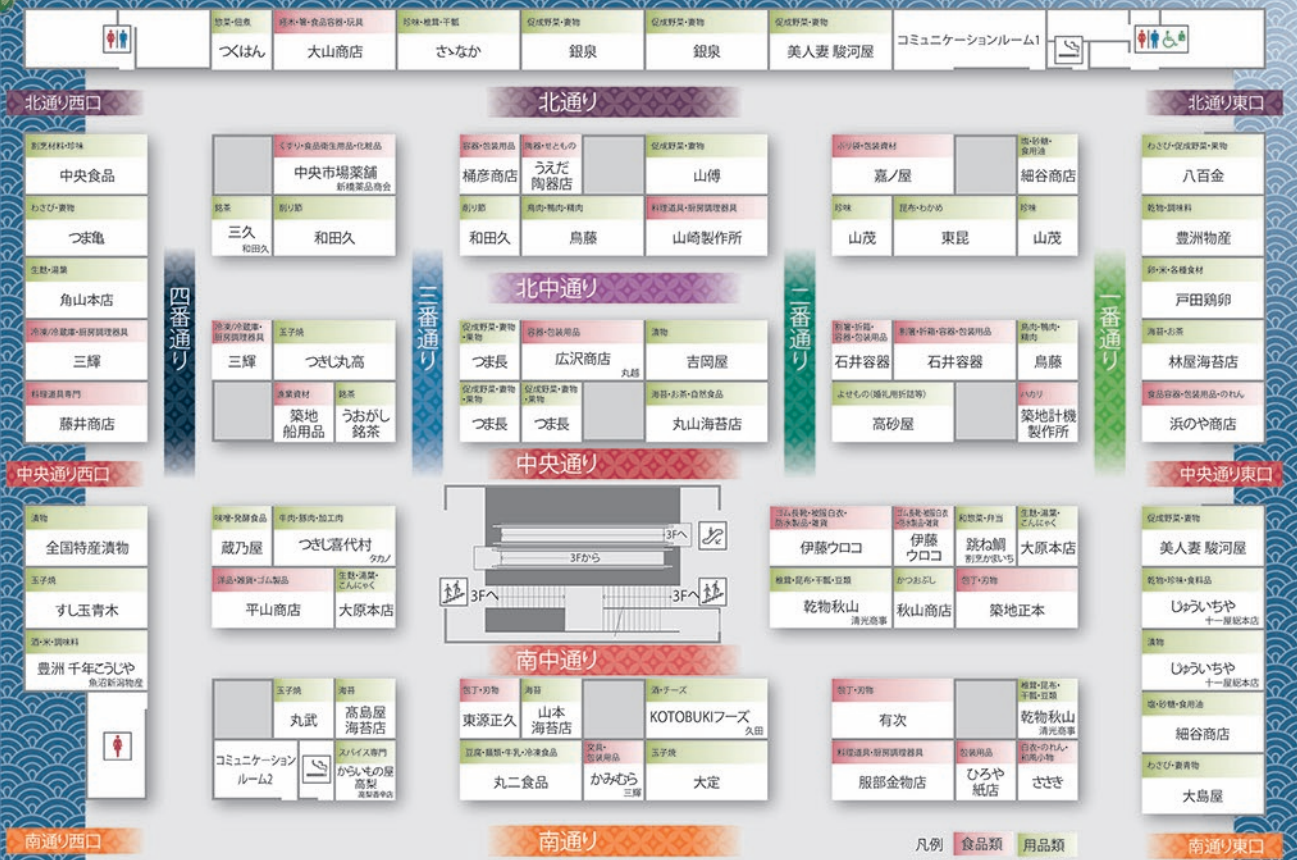 惣菜・佃煮
つくはん
経木・箸・食品容器・玩具
大山商店
珍味・椎茸・干瓢
さゝなか
促成野菜・妻物
銀泉
促成野菜・妻物
銀泉
促成野菜・妻物
美人妻 駿河屋
コミュニケーションルーム1
北通り西口
北通り
北通り東口
割烹材料・珍味
中央食品
わさび・妻物
つま亀
生麩・湯葉
角山本店
冷凍/冷蔵庫・厨房調理器具
三輝
料理道具専門
藤井商店
くすり・食品衛生用品・化粧品
中央市場薬舗
新橋薬品商会
銘茶
三久
和田久
削り節
和田久
容器・包装用品
桶彦商店
陶器・せともの
うえだ
陶器店
促成野菜・妻物
山傳
削り節
和田久
鳥肉・鴨肉・精肉
鳥藤
料理道具・厨房調理器具
山崎製作所
ポリ袋・包装資材
嘉ノ屋
塩・砂糖・
食用油
細谷商店
珍味
山茂
昆布・わかめ
東昆
珍味
山茂
わさび・促成野菜・果物
八百金
乾物・調味料
豊洲物産
卵・米・各種食材
戸田鶏卵
海苔・お茶
林屋海苔店
食品容器・包装用品・のれん
浜のや商店
四番通り
三番通り
北中通り
二番通り
一番通り
冷凍/冷蔵庫・
厨房調理器具
三輝
玉子焼
つきじ丸高
漁業資材
築地
船用品
銘茶
うおがし
銘茶
促成野菜・妻物
・果物
つま長
容器・包装用品
広沢商店
丸越
漬物
吉岡屋
促成野菜・妻物
・果物
つま長
促成野菜・妻物
・果物
つま長
海苔・お茶・自然食品
丸山海苔店
割箸・折箱・
容器・包装用品
石井容器
割箸・折箱・容器・包装用品
石井容器
鳥肉・鴨肉・
精肉
鳥藤
よせもの(婚礼用折詰等)
高砂屋
ハカリ
築地計機
製作所
中央通り西口
中央通り
中央通り東口
漬物
全国特産漬物
玉子焼
すし玉青木
酒・米・調味料
豊洲 千年こうじや
魚沼新潟物産
味噌・発酵食品
蔵乃屋
牛肉・豚肉・加工肉
つきじ喜代村
タカノ
洋品・雑貨・ゴム製品
平山商店
生麩・湯葉・
こんにゃく
大原本店
3Fへ
3Fから
3Fへ
3Fへ
ゴム長靴・被服白衣・
防水製品・雑貨
伊藤ウロコ
ゴム長靴・被服白衣・
防水製品・雑貨
伊藤
ウロコ
和惣菜・弁当
跳ね鯛
割烹かまいち
生麩・湯葉・
こんにゃく
大原本店
椎茸・昆布・干瓢・豆類
乾物秋山
清光商事
かつおぶし
秋山商店
包丁・刃物
築地正本
促成野菜・妻物
美人妻 駿河屋
乾物・珍味・食料品
じゅういちや
十一屋総本店
漬物
じゅういちや
十一屋総本店
塩・砂糖・食用油
細谷商店
わさび・妻青物
大島屋
南中通り
玉子焼
丸武
海苔
髙島屋
海苔店
コミュニケーション
ルーム2
スパイス専門
からいもの屋
高梨
高梨香辛店
包丁・刃物
東源正久
海苔
山本
海苔店
酒・チーズ
KOTOBUKIフーズ
久田
豆腐・麺類・牛乳・冷凍食品
丸二食品
文具・
包装用品
かみむら
三輝
玉子焼
大定
包丁・刃物
有次
椎茸・昆布・
干瓢・豆類
乾物秋山
清光商事
料理道具・厨房調理器具
服部金物店
包装用品
ひろや
紙店
白衣・のれん・
和風小物
ささき
南通り西口
南通り
凡例
食品類
用品類
南通り東口